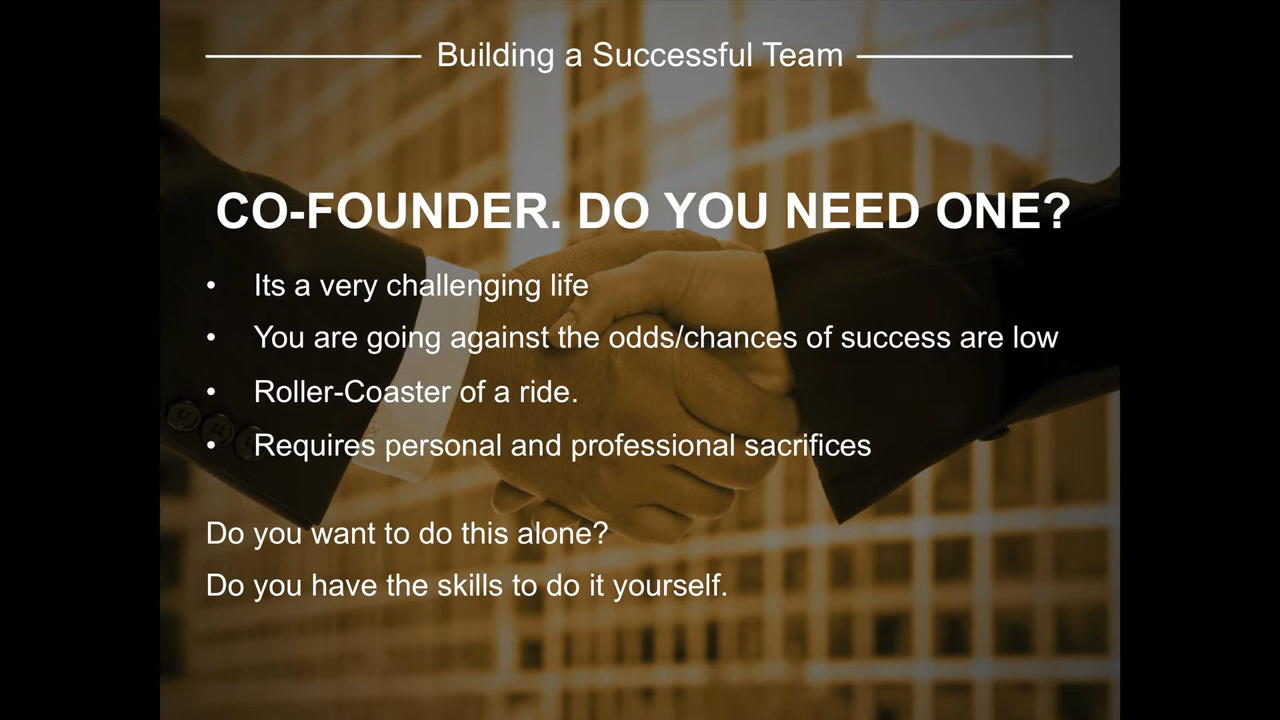 Building a Successful Team
CO-FOUNDER. DO YOU NEED ONE?
• Its a very challenging life
• You are going against the odds/chances of success are low
• Roller-Coaster of a ride.
• Requires personal and professional sacrifices
Do you want to do this alone?
Do you have the skills to do it yourself.